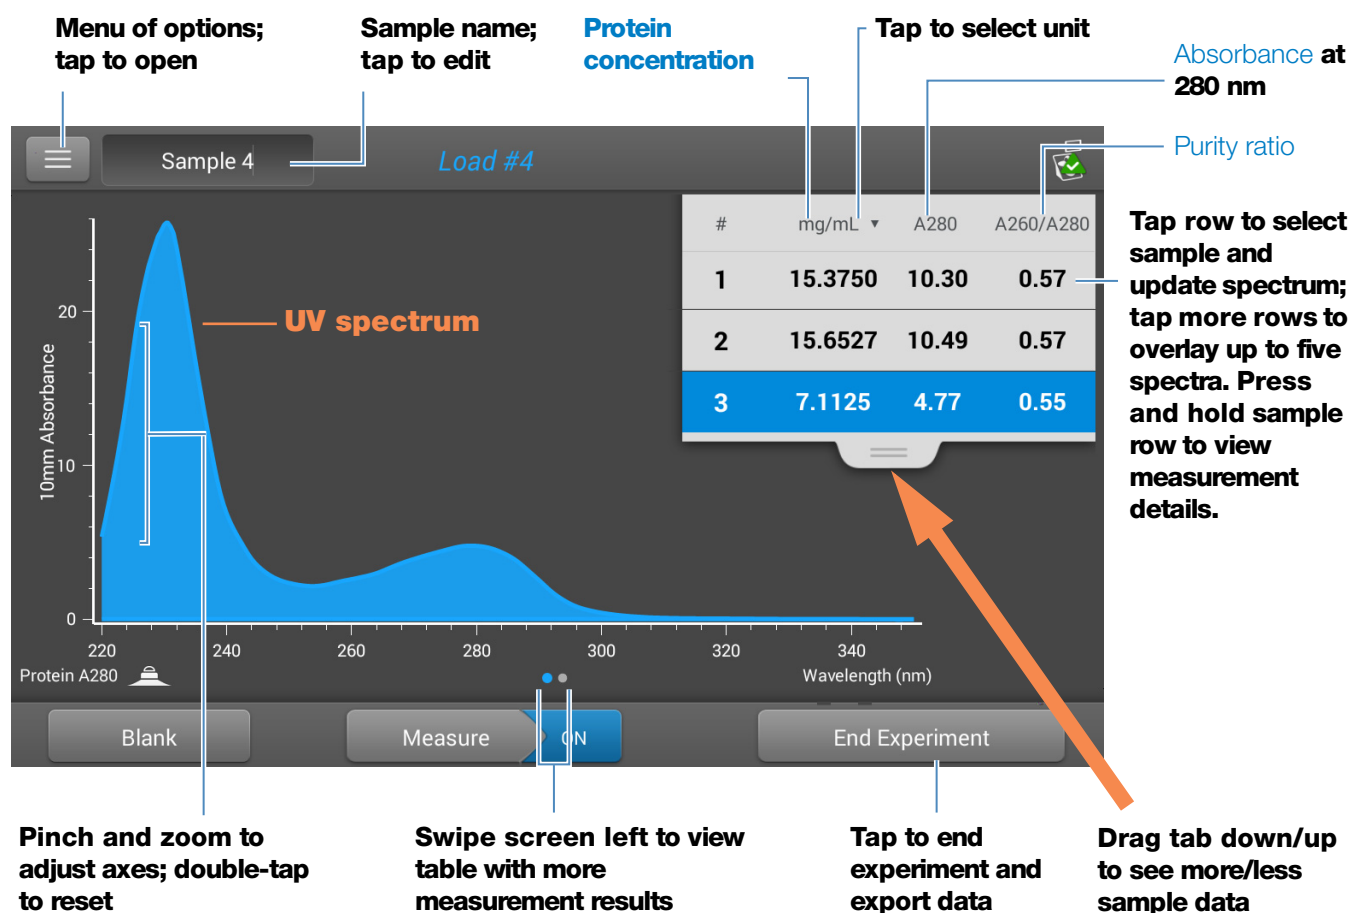 Menu of options;
tap to open
Sample name;
tap to edit
Protein
concentration
Tap to select unit
Absorbance at
280 nm
Purity ratio
Sample 4
Load #4
# mg/mL A280 A260/A280
1 15.3750 10.30 0.57
2 15.6527 10.49 0.57
3 7.1125 4.77 0.55
Tap row to select
sample and
update spectrum;
tap more rows to
overlay up to five
spectra. Press
and hold sample
row to view
measurement
details.
UV spectrum
10mm Absorbance
20
10
0
220 240 260 280 300 320 340
Protein A280
Wavelength (nm)
Blank
Measure
ON
End Experiment
Pinch and zoom to
adjust axes; double-tap
to reset
Swipe screen left to view
table with more
measurement results
Tap to end
experiment and
export data
Drag tab down/up
to see more/less
sample data